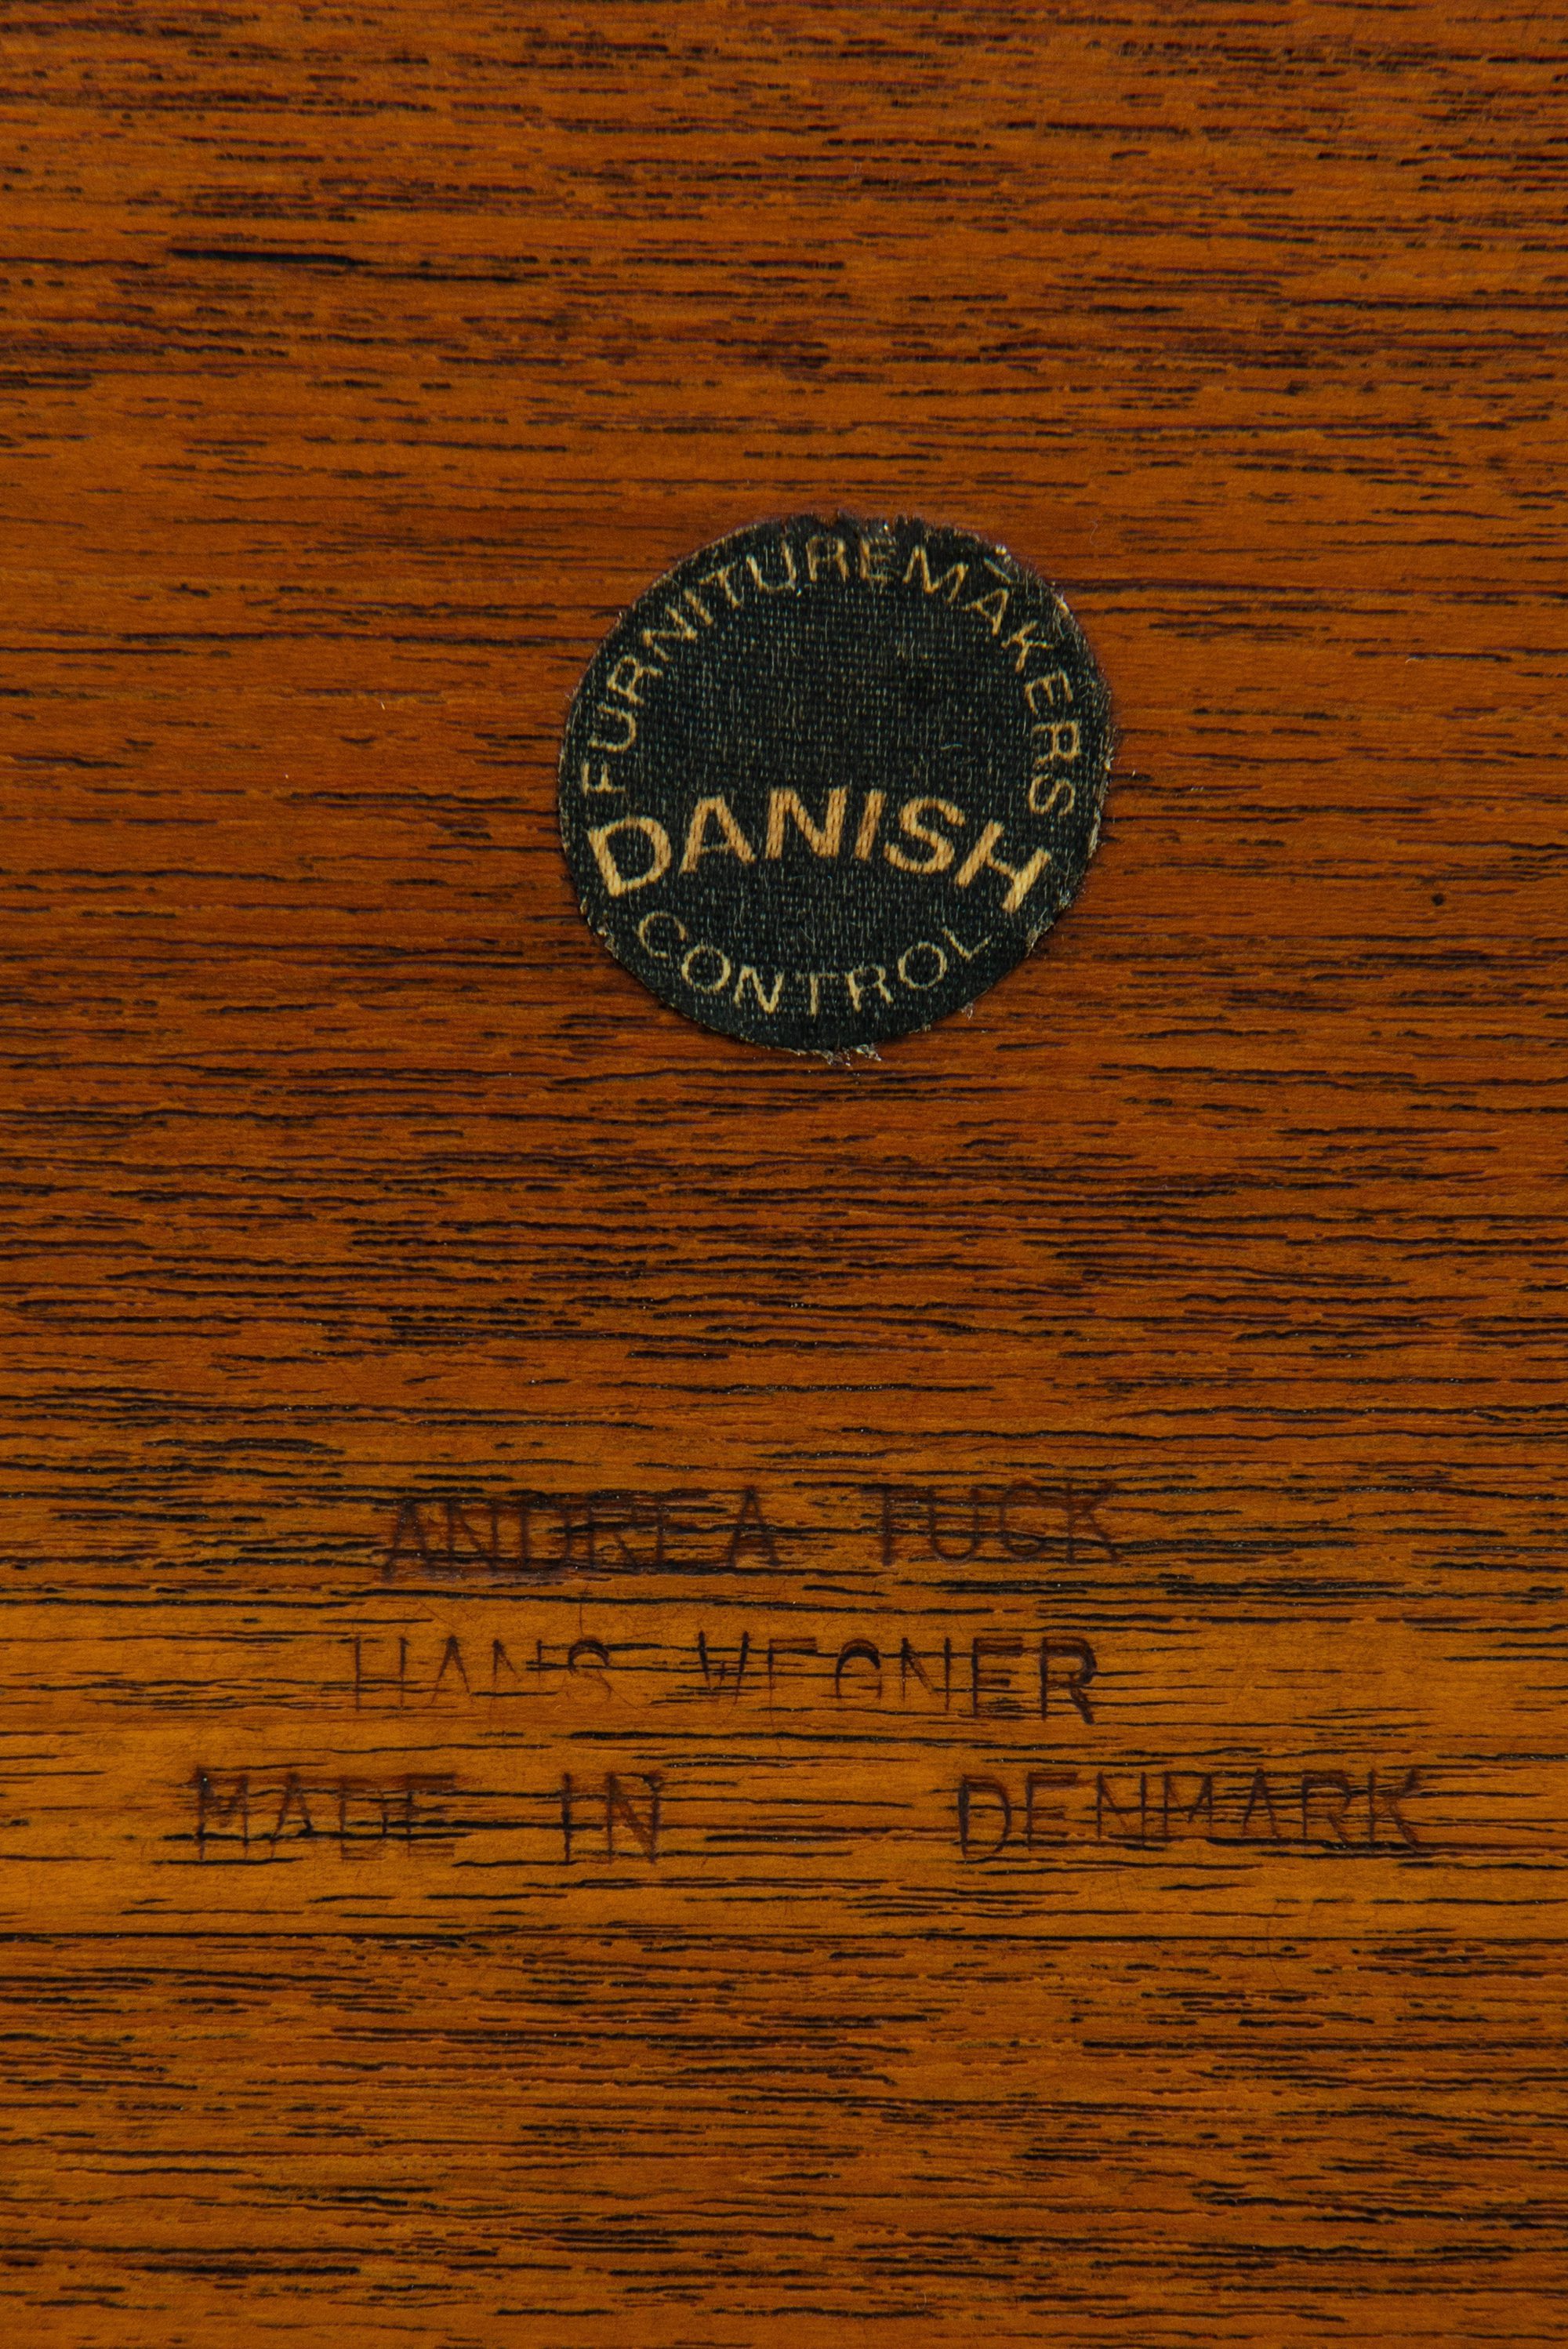 FURNITUREMAKERS
DANISH
CONTROL
ANDREA TUCK
HANS WEGNER
MADE IN DENMARK